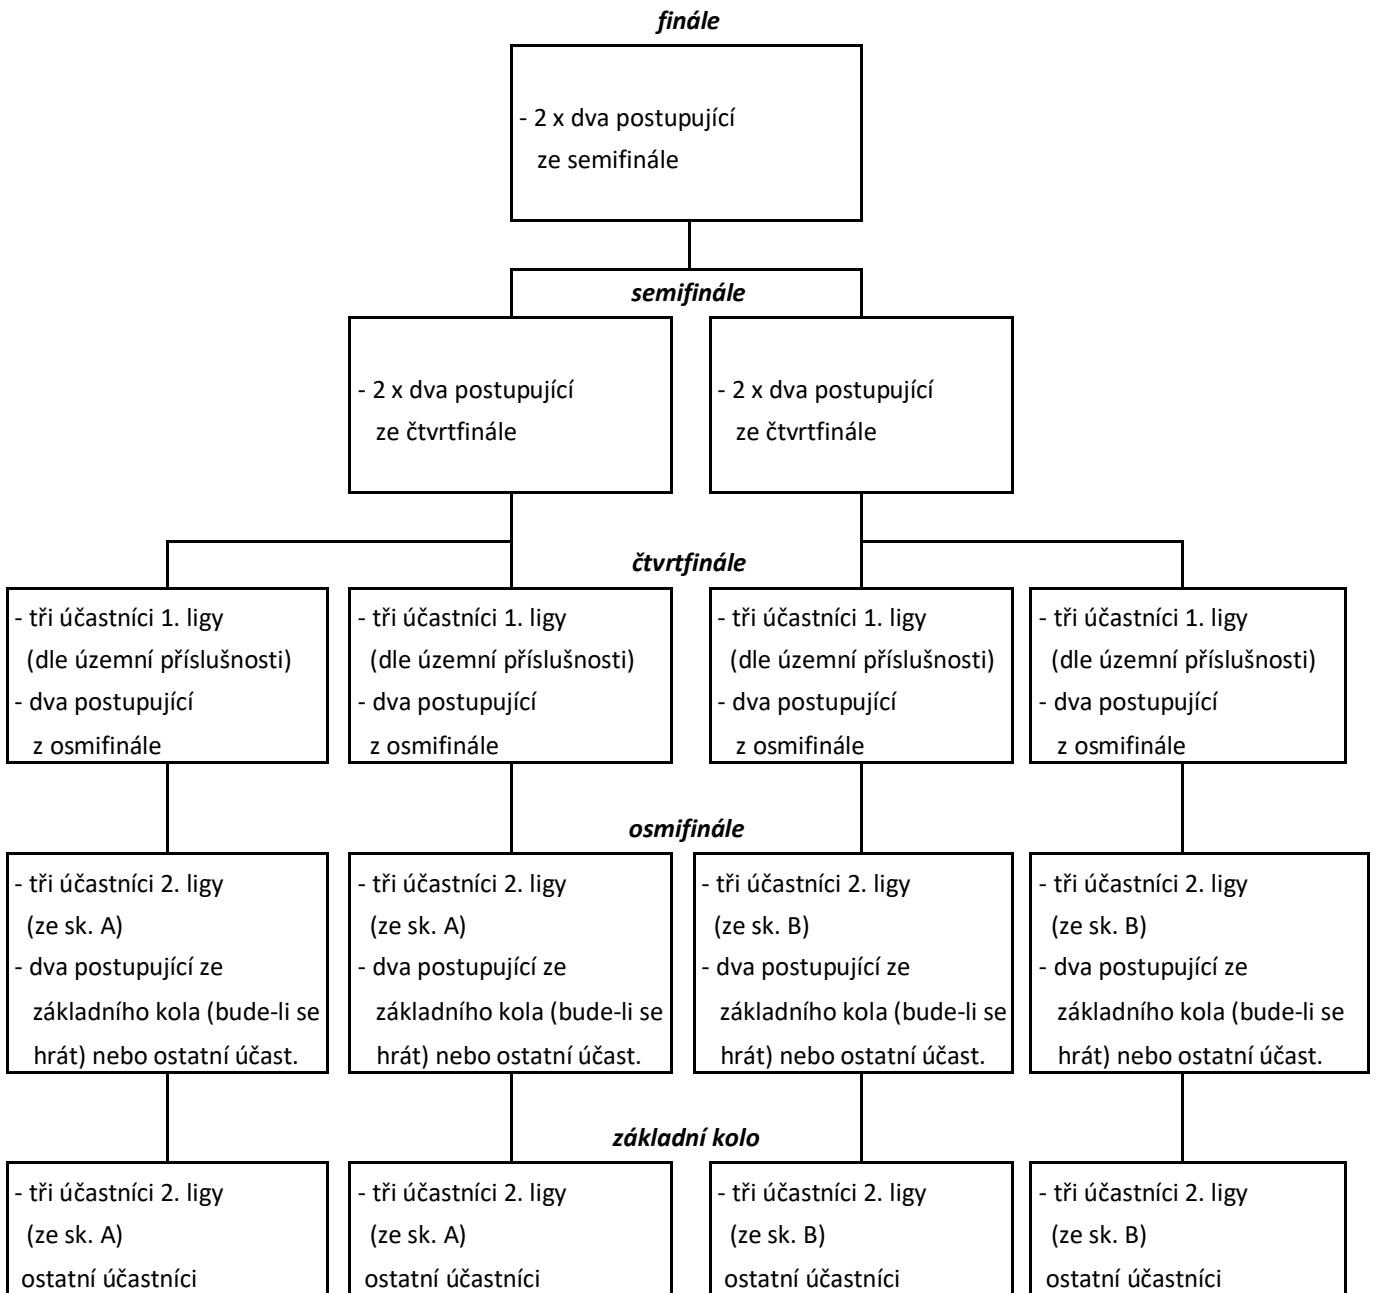 finále
- 2 x dva postupující
ze semifinále
semifinále
- 2 x dva postupující
ze čtvrtfinále
- 2 x dva postupující
ze čtvrtfinále
čtvrtfinále
- tři účastníci 1. ligy
(dle územní příslušnosti)
- dva postupující
z osmifinále
- tři účastníci 1. ligy
(dle územní příslušnosti)
- dva postupující
z osmifinále
- tři účastníci 1. ligy
(dle územní příslušnosti)
- dva postupující
z osmifinále
- tři účastníci 1. ligy
(dle územní příslušnosti)
- dva postupující
z osmifinále
osmifinále
- tři účastníci 2. ligy
(ze sk. A)
- dva postupující ze
základního kola (bude-li se
hrát) nebo ostatní účast.
- tři účastníci 2. ligy
(ze sk. A)
- dva postupující ze
základního kola (bude-li se
hrát) nebo ostatní účast.
- tři účastníci 2. ligy
(ze sk. B)
- dva postupující ze
základního kola (bude-li se
hrát) nebo ostatní účast.
- tři účastníci 2. ligy
(ze sk. B)
- dva postupující ze
základního kola (bude-li se
hrát) nebo ostatní účast.
základní kolo
- tři účastníci 2. ligy
(ze sk. A)
ostatní účastníci
- tři účastníci 2. ligy
(ze sk. A)
ostatní účastníci
- tři účastníci 2. ligy
(ze sk. B)
ostatní účastníci
- tři účastníci 2. ligy
(ze sk. B)
ostatní účastníci